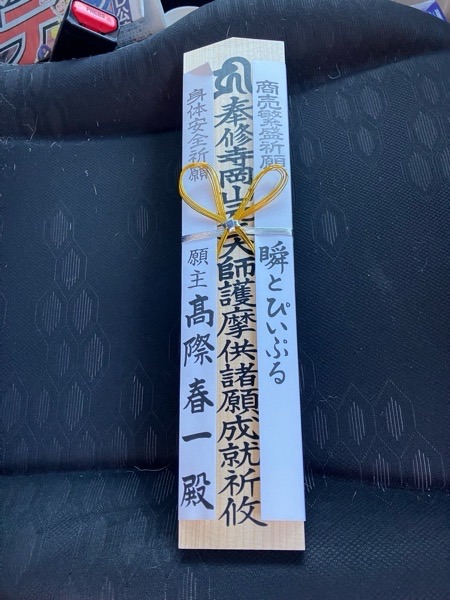 商売繁盛祈願
瞬とぴいぷる
奉修寺岡山元三大師護摩供諸願成就祈攸
身体安全祈願
願主 髙際春一殿